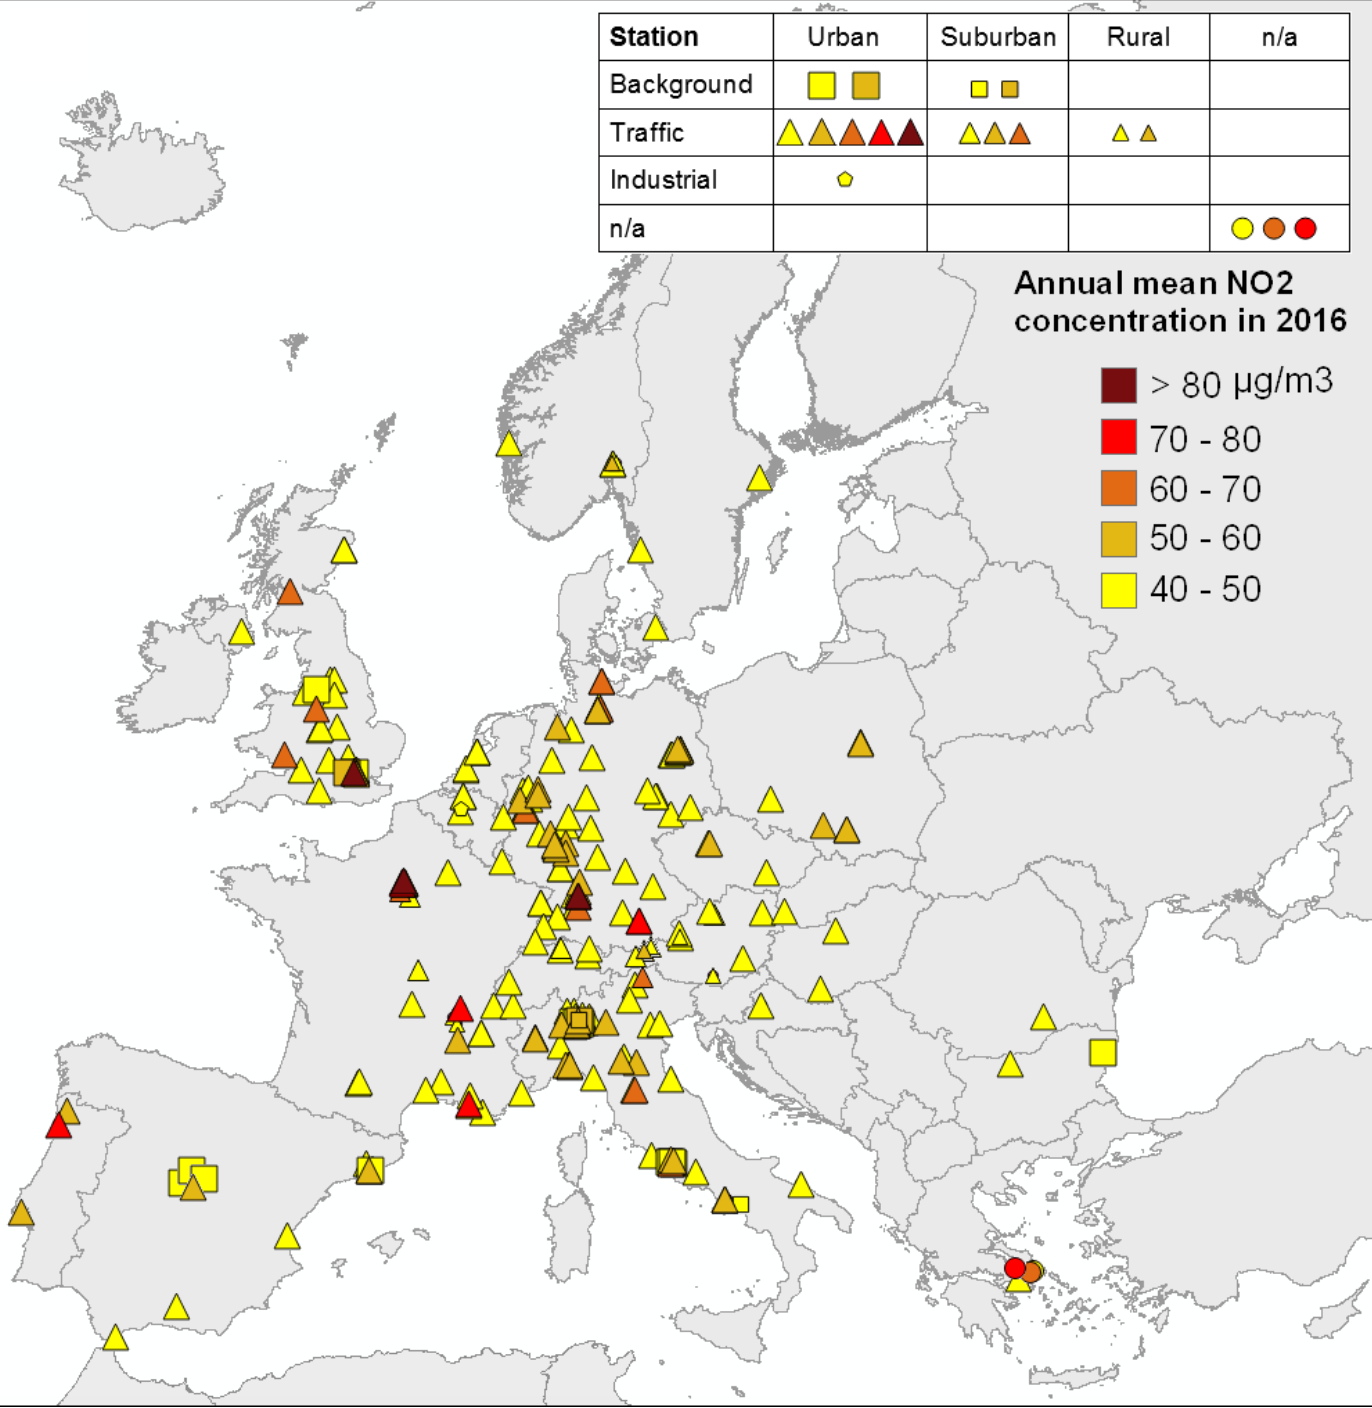 Station Urban Suburban Rural n/a
Background
Traffic
Industrial
n/a
Annual mean NO2
concentration in 2016
> 80 µg/m3
70 - 80
60 - 70
50 - 60
40 - 50